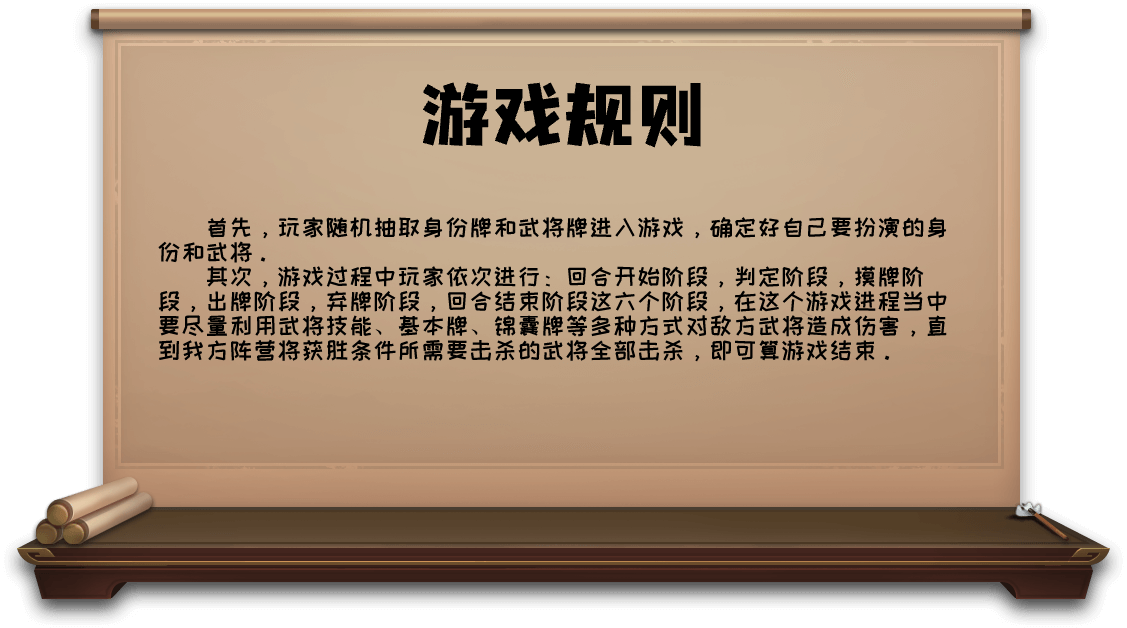 游戏规则
首先，玩家随机抽取身份牌和武将牌进入游戏，确定好自己要扮演的身
份和武将．
其次，游戏过程中玩家依次进行：回合开始阶段，判定阶段，摸牌阶
段，出牌阶段，弃牌阶段，回合结束阶段这六个阶段，在这个游戏进程当中
要尽量利用武将技能、基本牌、锦囊牌等多种方式对敌方武将造成伤害，直
到我方阵营将获胜条件所需要击杀的武将全部击杀，即可算游戏结束．